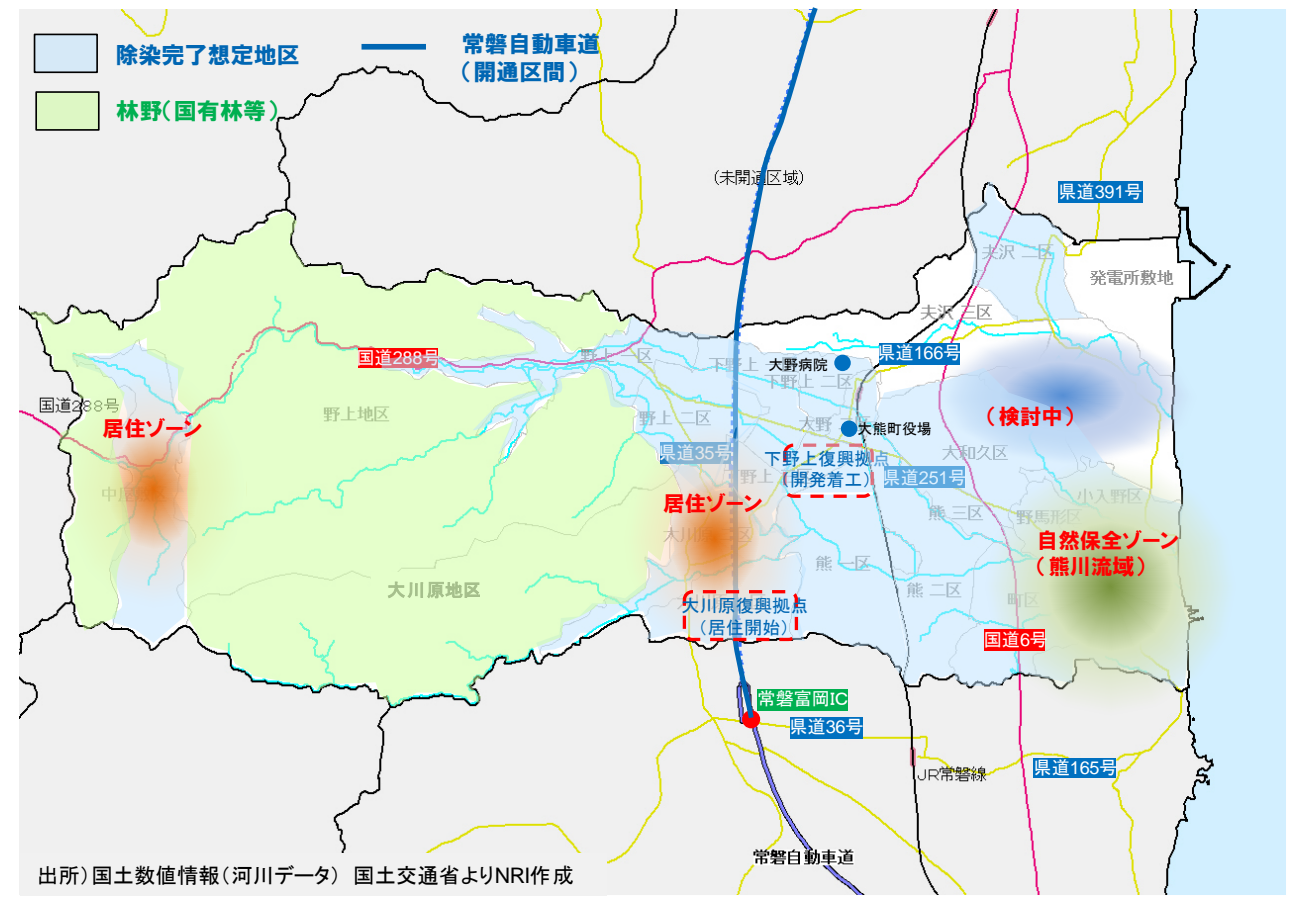 除染完了想定地区
常磐自動車道
（開通区間）
林野（国有林等）
（未開通区域）
県道391号
夫沢 二区
発電所敷地
夫沢 三区
国道288号
野上 一区
下野上
大野病院
県道166号
下野上 二区
国道288号
野上地区
野上 二区
大野
（検討中）
居住ゾーン
大熊町役場
県道35号
下野上復興拠点
（開発着工）
大和久区
県道251号
野上
小入野区
居住ゾーン
熊 三区
野馬形区
自然保全ゾーン
（熊川流域）
熊 一区
大川原地区
熊 二区
町区
大川原復興拠点
（居住開始）
国道6号
常磐富岡IC
県道36号
JR常磐線
県道165号
常磐自動車道
出所）国土数値情報（河川データ） 国土交通省よりNRI作成